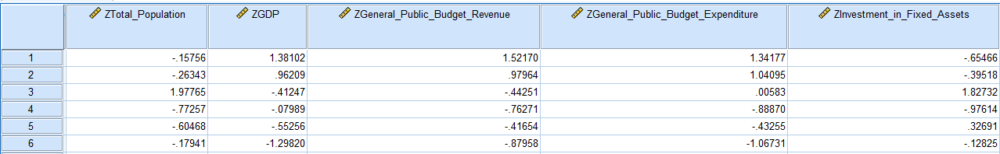 ZTotal_Population ZGDP ZGeneral_Public_Budget_Revenue ZGeneral_Public_Budget_Expenditure ZInvestment_in_Fixed_Assets
1 -.15756 1.38102 1.52170 1.34177 -.65466
2 -.26343 .96209 .97964 1.04095 -.39518
3 1.97765 -.41247 -.44251 .00583 1.82732
4 -.77257 -.07989 -.76271 -.88870 -.97614
5 -.60468 -.55256 -.41654 -.43255 .32691
6 -.17941 -1.29820 -.87958 -1.06731 -.12825